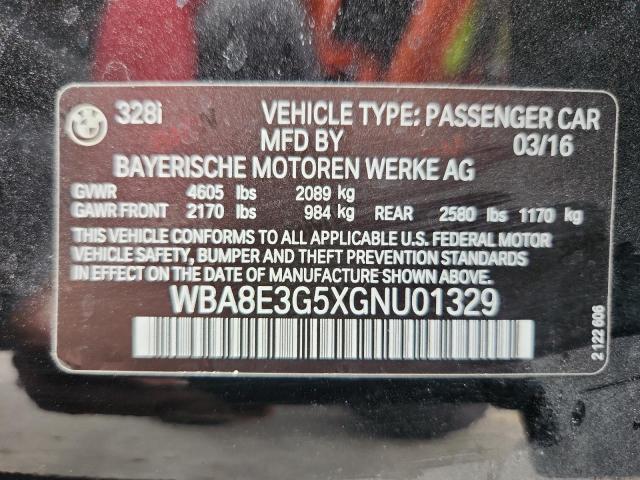 328i VEHICLE TYPE: PASSENGER CAR
MFD BY 03/16
BAYERISCHE MOTOREN WERKE AG
GVWR 4605 lbs 2089 kg
GAWR FRONT 2170 lbs 984 kg REAR 2580 lbs 1170 kg
THIS VEHICLE CONFORMS TO ALL APPLICABLE U.S. FEDERAL MOTOR
VEHICLE SAFETY, BUMPER AND THEFT PREVENTION STANDARDS
IN EFFECT ON THE DATE OF MANUFACTURE SHOWN ABOVE.
WBA8E3G5XGNU01329
2 122 606